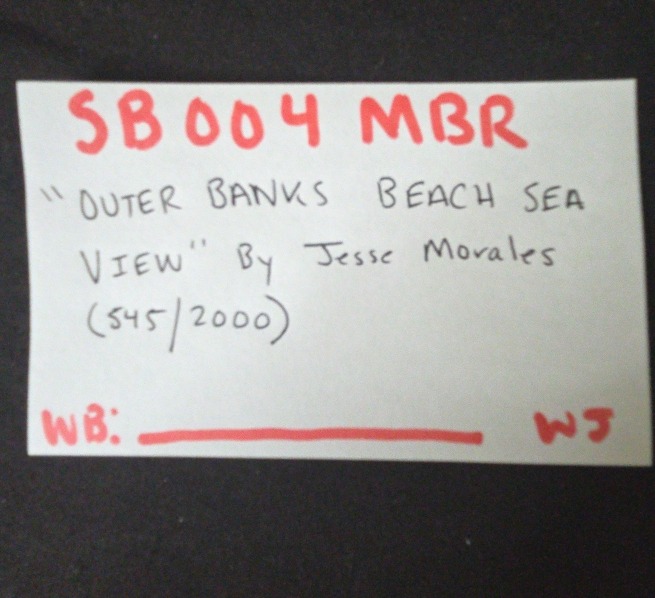 SB004 MBR
"OUTER BANKS BEACH SEA
VIEW" By Jesse Morales
(545/2000)
WB: WJ